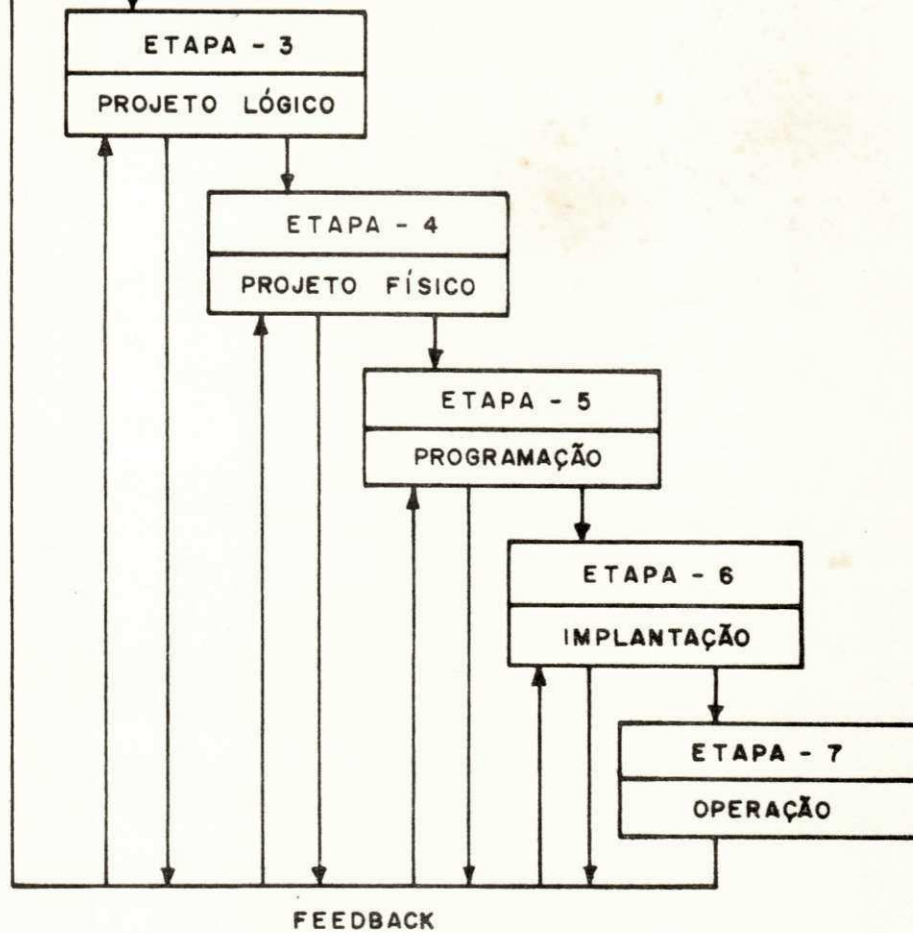 ETAPA - 3
PROJETO LÓGICO
ETAPA - 4
PROJETO FÍSICO
ETAPA - 5
PROGRAMAÇÃO
ETAPA - 6
IMPLANTAÇÃO
ETAPA - 7
OPERAÇÃO
FEEDBACK